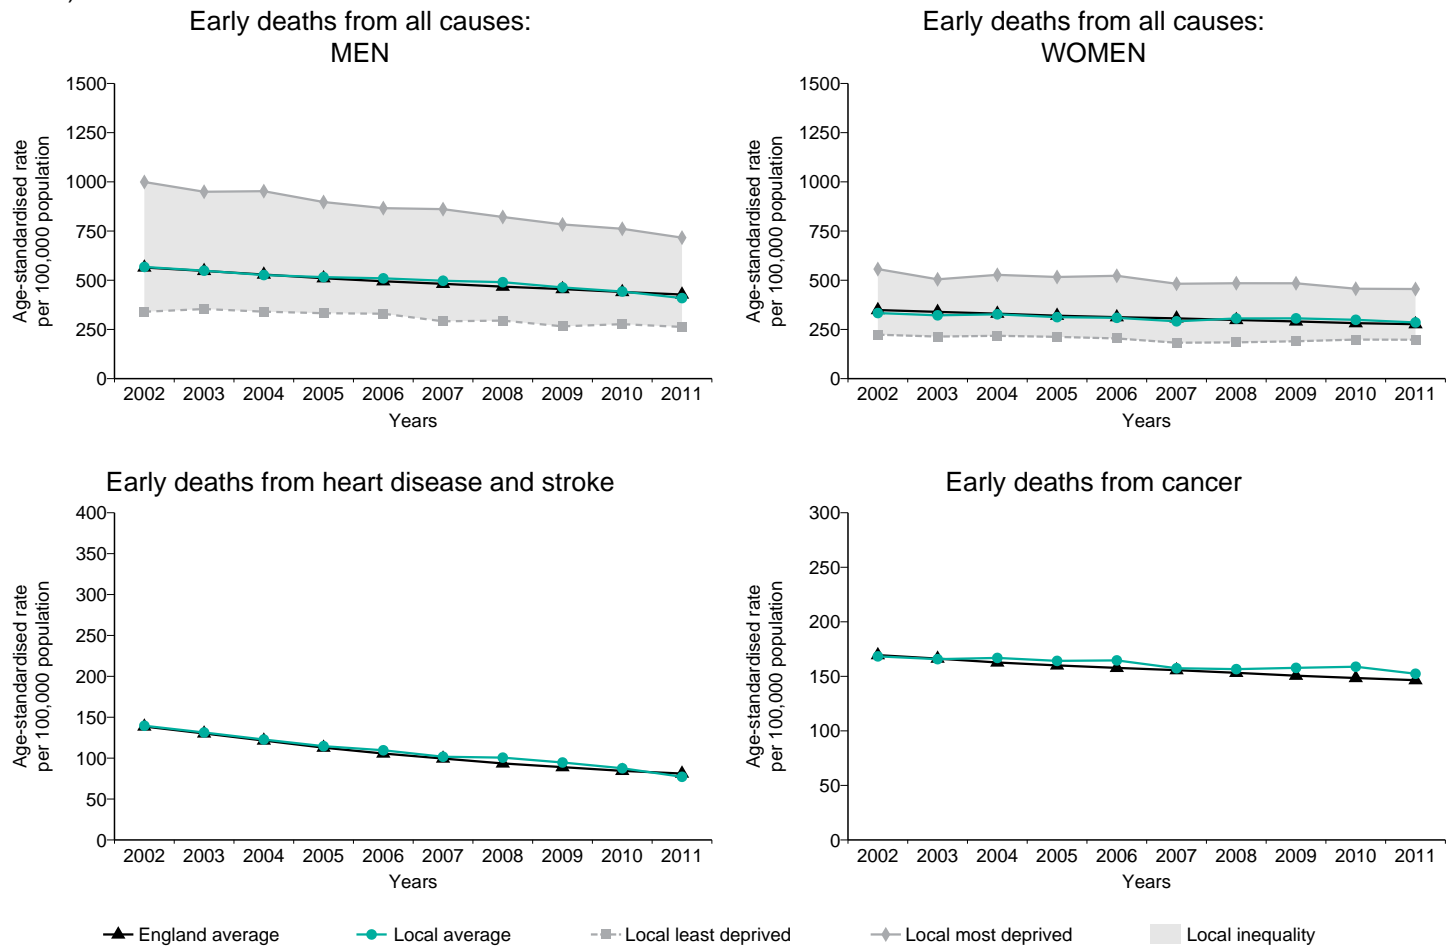 Early deaths from all causes:
MEN
Age-standardised rate
per 100,000 population
1500
1250
1000
750
500
250
0
2002 2003 2004 2005 2006 2007 2008 2009 2010 2011
Years
Early deaths from all causes:
WOMEN
Age-standardised rate
per 100,000 population
1500
1250
1000
750
500
250
0
2002 2003 2004 2005 2006 2007 2008 2009 2010 2011
Years
Early deaths from heart disease and stroke
Age-standardised rate
per 100,000 population
400
350
300
250
200
150
100
50
0
2002 2003 2004 2005 2006 2007 2008 2009 2010 2011
Years
Early deaths from cancer
Age-standardised rate
per 100,000 population
300
250
200
150
100
50
0
2002 2003 2004 2005 2006 2007 2008 2009 2010 2011
Years
England average Local average Local least deprived Local most deprived Local inequality